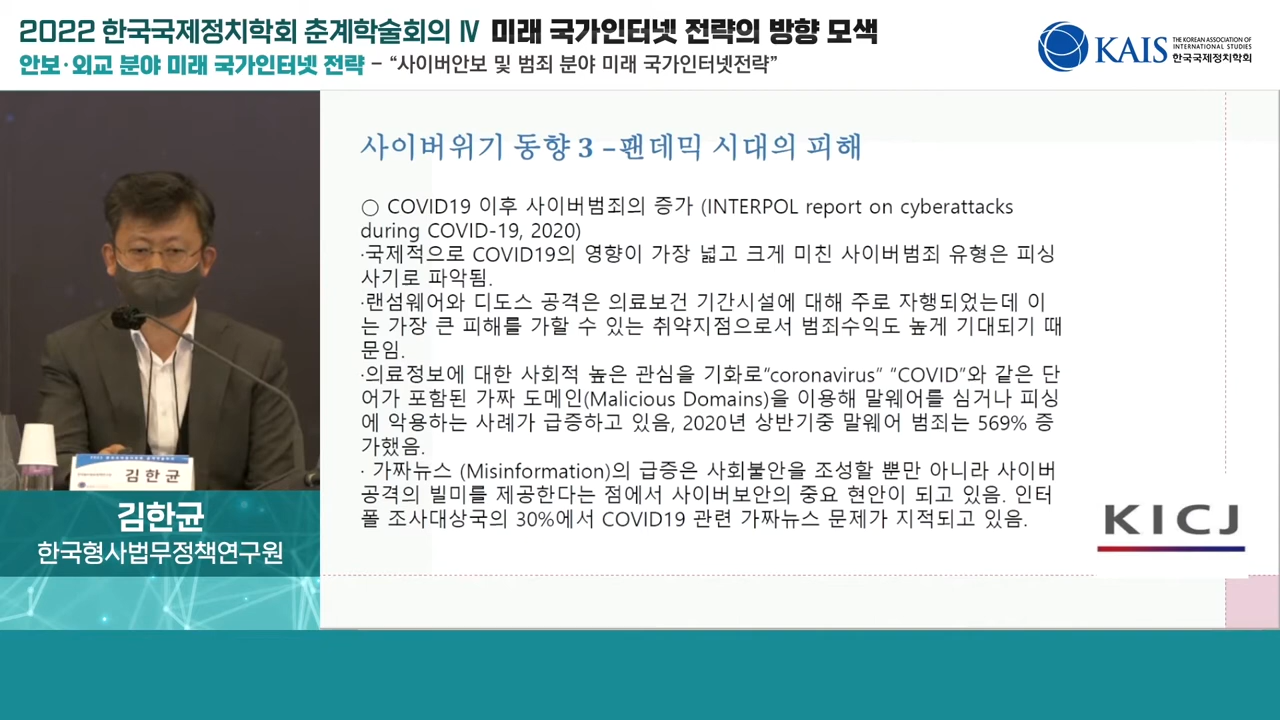 2022 한국국제정치학회 춘계학술회의 Ⅳ 미래 국가인터넷 전략의 방향 모색
안보·외교 분야 미래 국가인터넷 전략 – “사이버안보 및 범죄 분야 미래 국가인터넷전략”
KAIS
THE KOREAN ASSOCIATION OF
INTERNATIONAL STUDIES
한국국제정치학회
사이버위기 동향 3 –팬데믹 시대의 피해
○ COVID19 이후 사이버범죄의 증가 (INTERPOL report on cyberattacks
during COVID-19, 2020)
·국제적으로 COVID19의 영향이 가장 넓고 크게 미친 사이버범죄 유형은 피싱
사기로 파악됨.
·랜섬웨어와 디도스 공격은 의료보건 기간시설에 대해 주로 자행되었는데 이
는 가장 큰 피해를 가할 수 있는 취약지점으로서 범죄수익도 높게 기대되기 때
문임.
·의료정보에 대한 사회적 높은 관심을 기화로“coronavirus” “COVID”와 같은 단
어가 포함된 가짜 도메인(Malicious Domains)을 이용해 말웨어를 심거나 피싱
에 악용하는 사례가 급증하고 있음, 2020년 상반기중 말웨어 범죄는 569% 증
가했음.
· 가짜뉴스 (Misinformation)의 급증은 사회불안을 조성할 뿐만 아니라 사이버
공격의 빌미를 제공한다는 점에서 사이버보안의 중요 현안이 되고 있음. 인터
폴 조사대상국의 30%에서 COVID19 관련 가짜뉴스 문제가 지적되고 있음.
KICJ
김한균
김한균
한국형사법무정책연구원